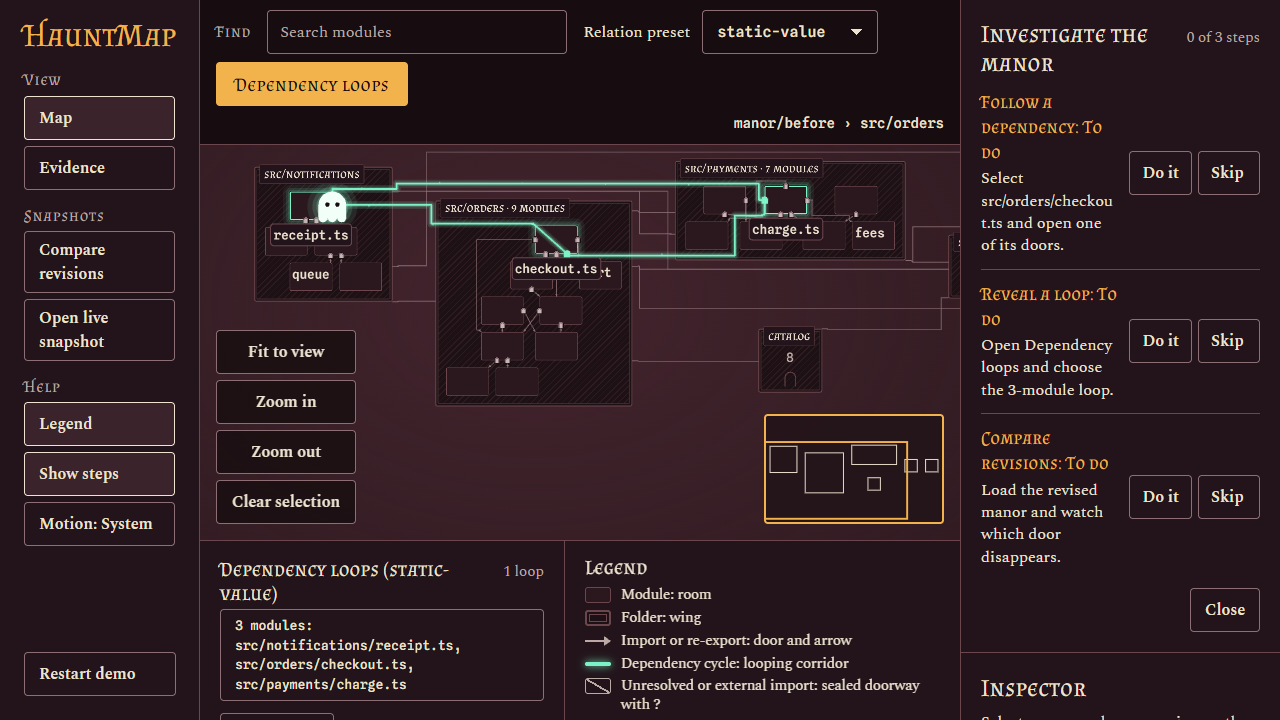 HauntMap
View
Map
Evidence
Snapshots
Compare
revisions
Open live
snapshot
Help
Legend
Show steps
Motion: System
Restart demo
Find
Search modules
Relation preset
static-value
Dependency loops
manor/before › src/orders
src/notifications
receipt.ts
queue
src/orders · 9 modules
checkout.ts
src/payments · 7 modules
charge.ts
fees
catalog
8
Fit to view
Zoom in
Zoom out
Clear selection
Dependency loops (static-
value)
1 loop
3 modules:
src/notifications/receipt.ts,
src/orders/checkout.ts,
src/payments/charge.ts
Legend
Module: room
Folder: wing
Import or re-export: door and arrow
Dependency cycle: looping corridor
Unresolved or external import: sealed doorway
with ?
Investigate the
manor
0 of 3 steps
Follow a
dependency: To
do
Select
src/orders/checkou
t.ts and open one
of its doors.
Do it
Skip
Reveal a loop: To
do
Open Dependency
loops and choose
the 3-module loop.
Do it
Skip
Compare
revisions: To do
Load the revised
manor and watch
which door
disappears.
Do it
Skip
Close
Inspector